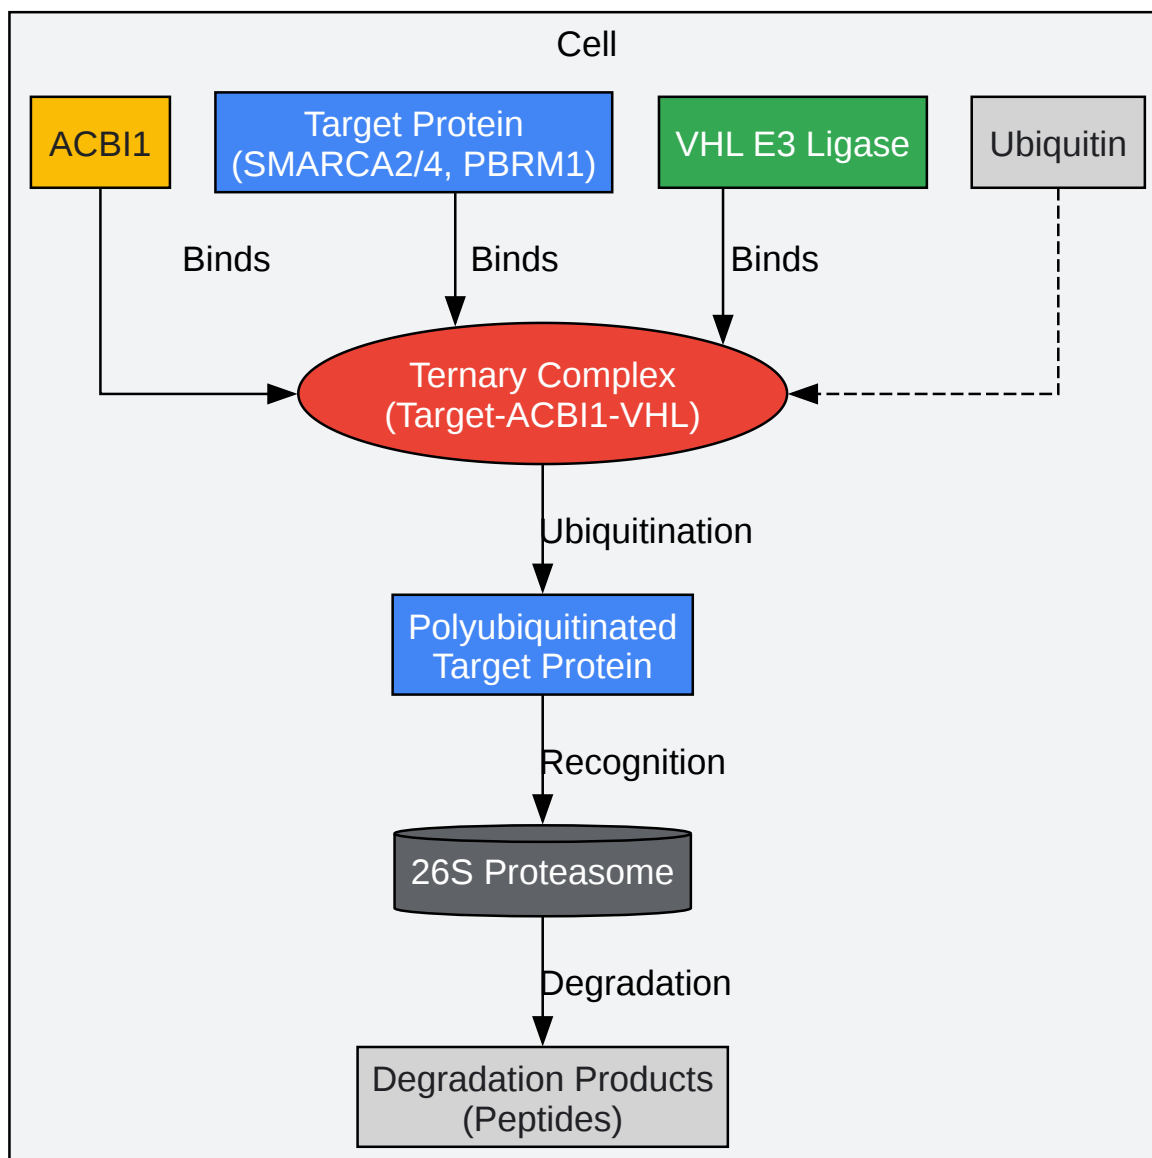 Cell
ACBI1
Target Protein
(SMARCA2/4, PBRM1)
VHL E3 Ligase
Ubiquitin
Binds
Binds
Binds
Ternary Complex
(Target-ACBI1-VHL)
Ubiquitination
Polyubiquitinated
Target Protein
Recognition
26S Proteasome
Degradation
Degradation Products
(Peptides)